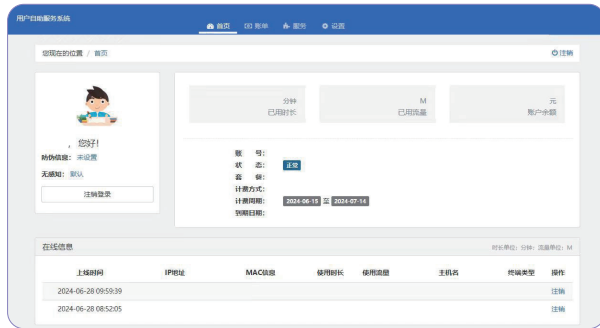 用户自助服务系统
首页 账单 服务 设置
您现在的位置 / 首页 注销
，您好！
防伪信息： 未设置
无感知： 默认
注销登录
分钟
已用时长
M
已用流量
元
账户余额
账 号：
状 态： 正常
套 餐：
计费方式：
计费周期： 2024-06-15 至 2024-07-14
到期日期：
在线信息 时长单位：分钟；流量单位：M
上线时间 IP地址 MAC信息 使用时长 使用流量 主机名 终端类型 操作
2024-06-28 09:59:39 注销
2024-06-28 08:52:05 注销